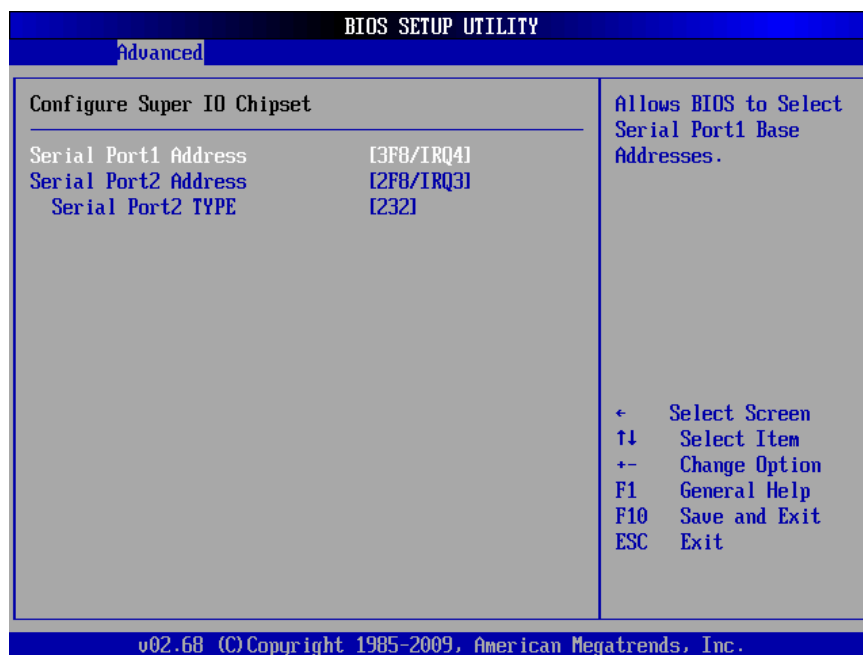 BIOS SETUP UTILITY
Advanced
Configure Super IO Chipset
Serial Port1 Address [3F8/IRQ4]
Serial Port2 Address [2F8/IRQ3]
Serial Port2 TYPE [232]
Allows BIOS to Select
Serial Port1 Base
Addresses.
← Select Screen
↑↓ Select Item
+- Change Option
F1 General Help
F10 Save and Exit
ESC Exit
v02.68 (C)Copyright 1985-2009, American Megatrends, Inc.